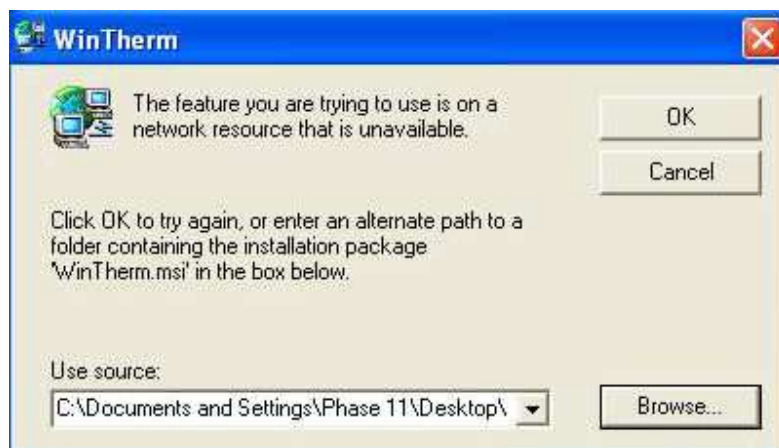 WinTherm
The feature you are trying to use is on a
network resource that is unavailable.
OK
Cancel
Click OK to try again, or enter an alternate path to a
folder containing the installation package
'WinTherm.msi' in the box below.
Use source:
C:\Documents and Settings\Phase 11\Desktop\
Browse...